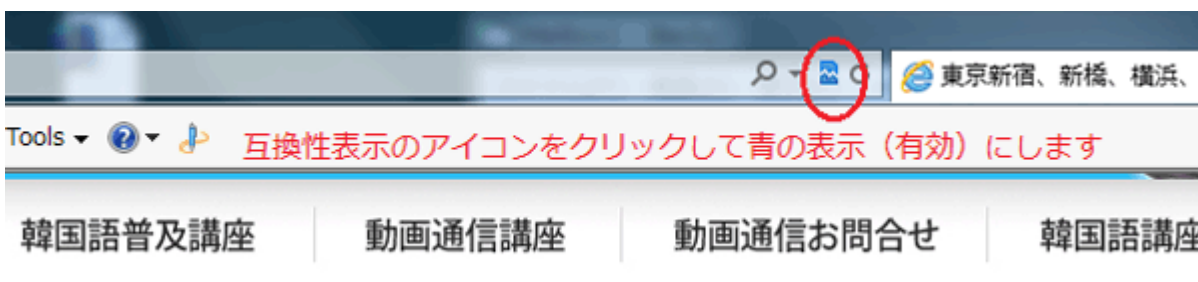 東京新宿、新橋、横浜、
Tools
互換性表示のアイコンをクリックして青の表示（有効）にします
韓国語普及講座 動画通信講座 動画通信お問合せ 韓国語講座